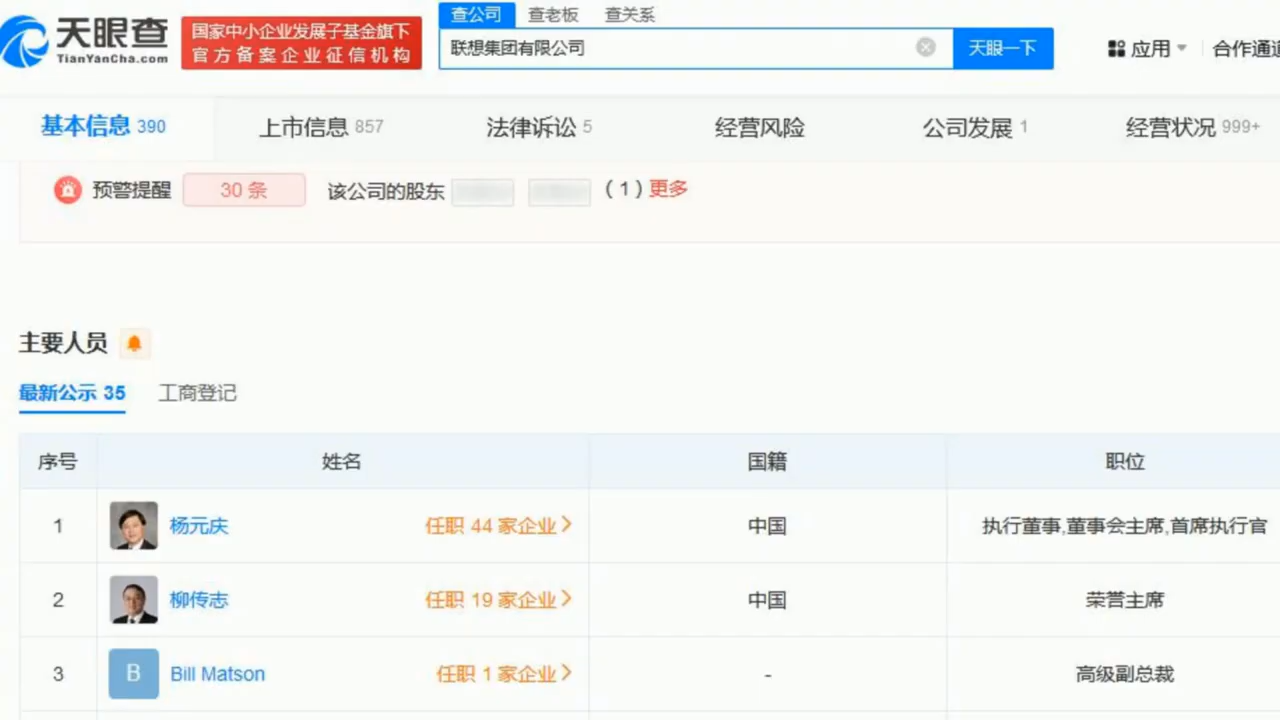 天眼查
TianYanCha.com
国家中小企业发展子基金旗下
官方备案企业征信机构
查公司 查老板 查关系
联想集团有限公司
天眼一下
应用
合作通
基本信息 390 上市信息 857 法律诉讼 5 经营风险 公司发展 1 经营状况 999+
预警提醒 30 条 该公司的股东 (1) 更多
主要人员
最新公示 35 工商登记
序号 姓名 国籍 职位
1 杨元庆 任职 44 家企业 中国 执行董事,董事会主席,首席执行官
2 柳传志 任职 19 家企业 中国 荣誉主席
3 B Bill Matson 任职 1 家企业 - 高级副总裁